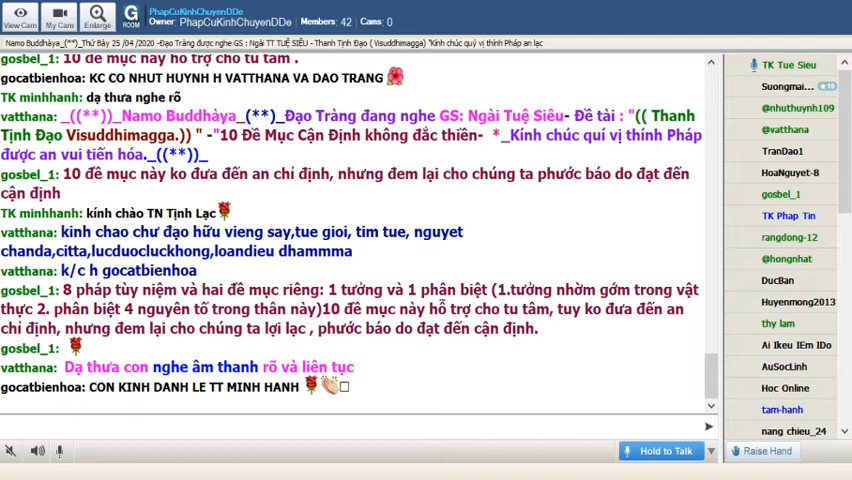 View Cam
My Cam
Enlarge
G
ROOM
PhapCuKinhChuyenDDe
Owner: PhapCuKinhChuyenDDe Members: 42 Cams: 0
Namo Buddhàya_(**)_Thứ Bảy 25 /04 /2020 -Đạo Tràng được nghe GS : Ngài TT TUỆ SIÊU - Thanh Tịnh Đạo ( Visuddhimagga) "Kính chúc quý vị thính Pháp an lạc
gosbel_1: 10 đề mục này hổ trợ cho tu tâm .
gocatbienhoa: KC CO NHUT HUYNH H VATTHANA VA DAO TRANG
TK minhhanh: dạ thưa nghe rõ
vatthana: _((**))_Namo Buddhàya_(**)_Đạo Tràng đang nghe GS: Ngài Tuệ Siêu- Đề tài : "(( Thanh
Tịnh Đạo Visuddhimagga.)) " -"10 Đề Mục Cận Định không đắc thiền- *_Kính chúc quí vị thính Pháp
được an vui tiến hóa._((**))_
gosbel_1: 10 đề mục này ko đưa đến an chỉ định, nhưng đem lại cho chúng ta phước báo do đạt đến
cận định
TK minhhanh: kính chào TN Tịnh Lạc
vatthana: kinh chao chư đạo hữu vieng say,tue gioi, tim tue, nguyet
chanda,citta,lucduocluckhong,loandieu dhammma
vatthana: k/c h gocatbienhoa
gosbel_1: 8 pháp tùy niệm và hai đề mục riêng: 1 tưởng và 1 phân biệt (1.tưởng nhờm gớm trong vật
thực 2. phân biệt 4 nguyên tố trong thân này)10 đề mục này hỗ trợ cho tu tâm, tuy ko đưa đến an
chỉ định, nhưng đem lại cho chúng ta lợi lạc , phước báo do đạt đến cận định.
gosbel_1:
vatthana: Dạ thưa con nghe âm thanh rõ và liên tục
gocatbienhoa: CON KINH DANH LE TT MINH HANH
TK Tue Sieu
Suongmai...
10
@nhuthuynh109
@vatthana
TranDao1
HoaNguyet-8
gosbel_1
TK Phap Tin
rangdong-12
@hongnhat
DucBan
Huyenmong2013
thy lam
Ai Ikeu IEm IDo
AuSocLinh
Hoc Online
tam-hanh
nang chieu_24
Hold to Talk
Raise Hand